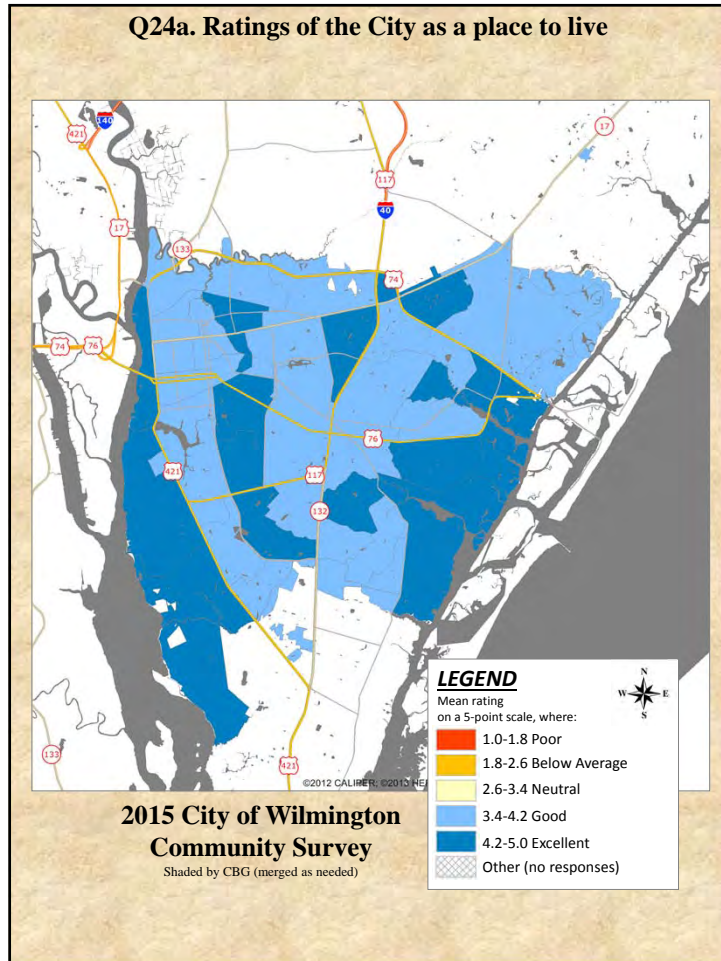 Q24a. Ratings of the City as a place to live
140
421
17
117
17
40
133
74
74
76
76
421
117
132
LEGEND
Mean rating
on a 5-point scale, where:
N
W E
S
1.0-1.8 Poor
1.8-2.6 Below Average
2.6-3.4 Neutral
3.4-4.2 Good
4.2-5.0 Excellent
Other (no responses)
133
421
©2012 CALIPER; ©2013 HE
2015 City of Wilmington
Community Survey
Shaded by CBG (merged as needed)